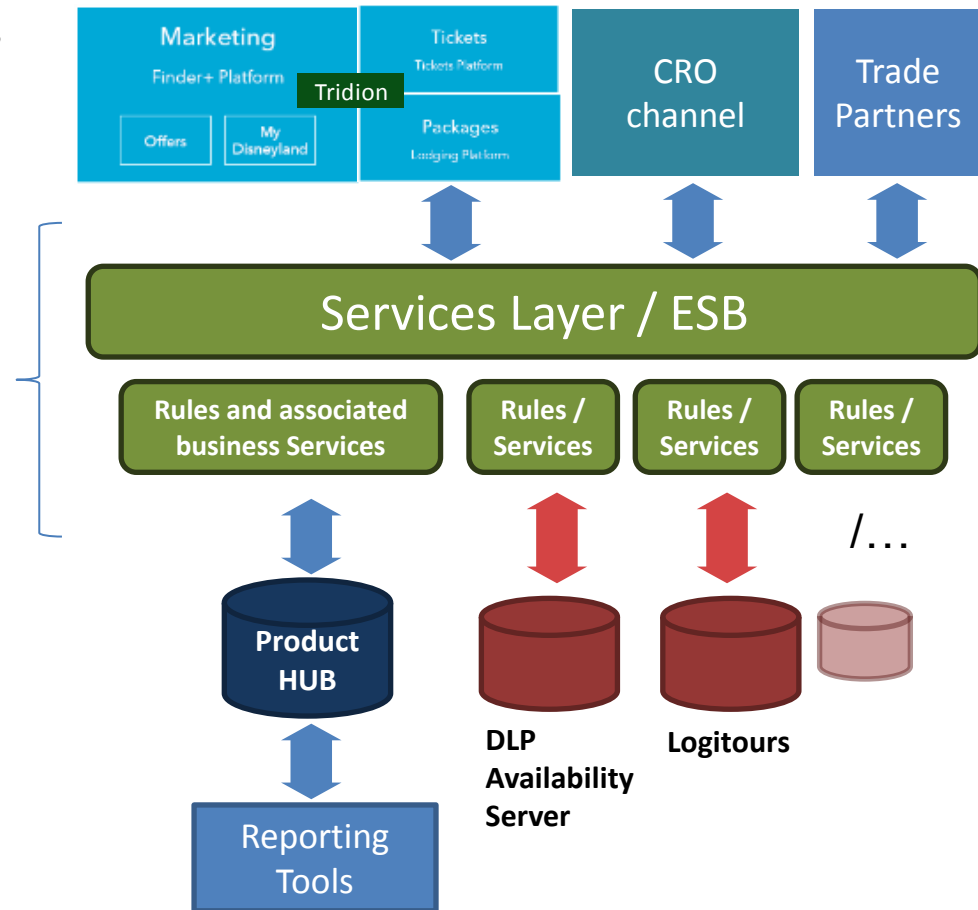 Marketing
Finder+ Platform
Tridion
Offers
My
Disneyland
Tickets
Tickets Platform
Packages
Lodging Platform
CRO
channel
Trade
Partners
Services Layer / ESB
Rules and associated
business Services
Rules /
Services
Rules /
Services
Rules /
Services
/...
Product
HUB
DLP
Availability
Server
Logitours
Reporting
Tools